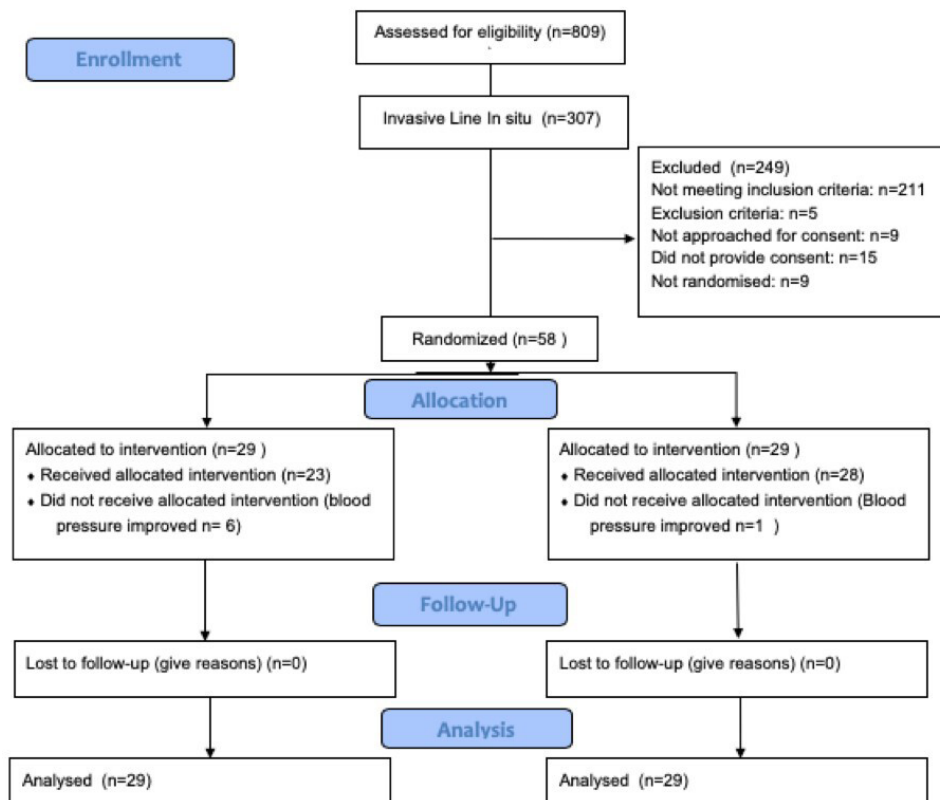 Assessed for eligibility (n=809)
Enrollment
Invasive Line In situ (n=307)
Excluded (n=249)
Not meeting inclusion criteria: n=211
Exclusion criteria: n=5
Not approached for consent: n=9
Did not provide consent: n=15
Not randomised: n=9
Randomized (n=58 )
Allocation
Allocated to intervention (n=29 )
♦ Received allocated intervention (n=23)
♦ Did not receive allocated intervention (blood
pressure improved n= 6)
Allocated to intervention (n=29 )
♦ Received allocated intervention (n=28)
♦ Did not receive allocated intervention (Blood
pressure improved n=1 )
Follow-Up
Lost to follow-up (give reasons) (n=0)
Lost to follow-up (give reasons) (n=0)
Analysis
Analysed (n=29)
Analysed (n=29)